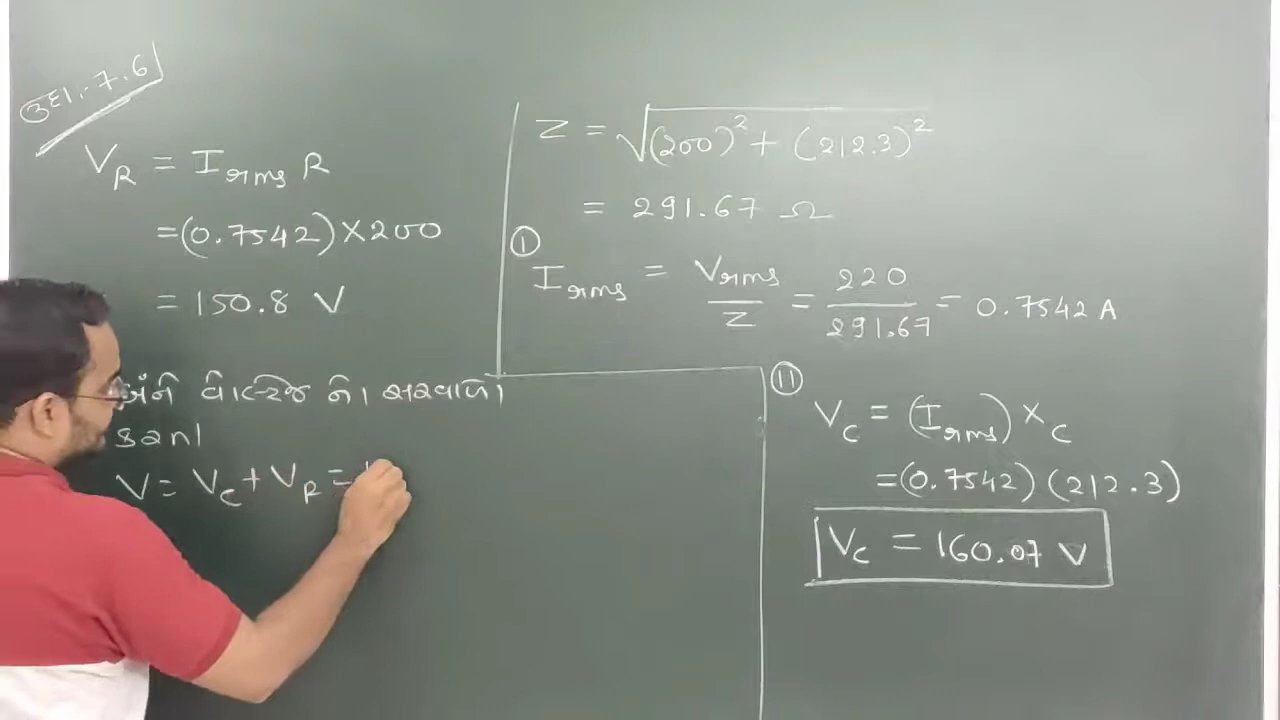 ઉદા.-7.6
V_R = I_rms R
=(0.7542)×200
= 150.8 V
બંને વોલ્ટેજ નો સરવાળો
કરતાં
V = V_C + V_R =
Z = √(200)² + (212.3)²
= 291.67 Ω
① I_rms = V_rms / Z = 220 / 291.67 = 0.7542 A
⑪ V_C = (I_rms) X_C
=(0.7542)(212.3)
V_C = 160.07 V